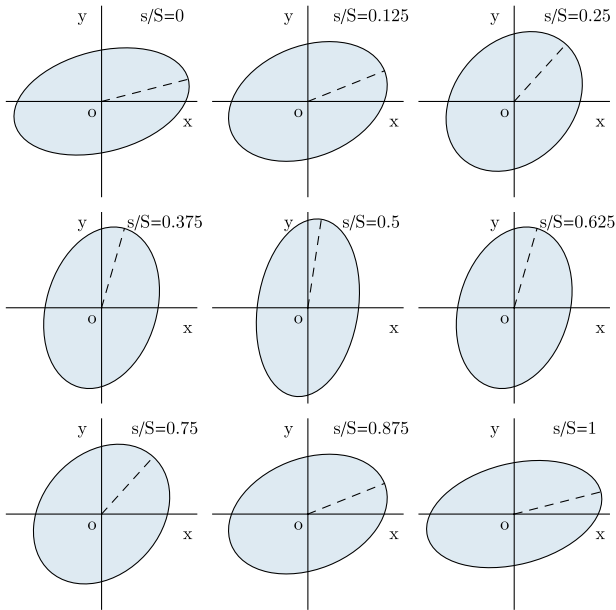 y s/S=0
o
x
y s/S=0.125
o
x
y s/S=0.25
o
x
y s/S=0.375
o
x
y s/S=0.5
o
x
y s/S=0.625
o
x
y s/S=0.75
o
x
y s/S=0.875
o
x
y s/S=1
o
x